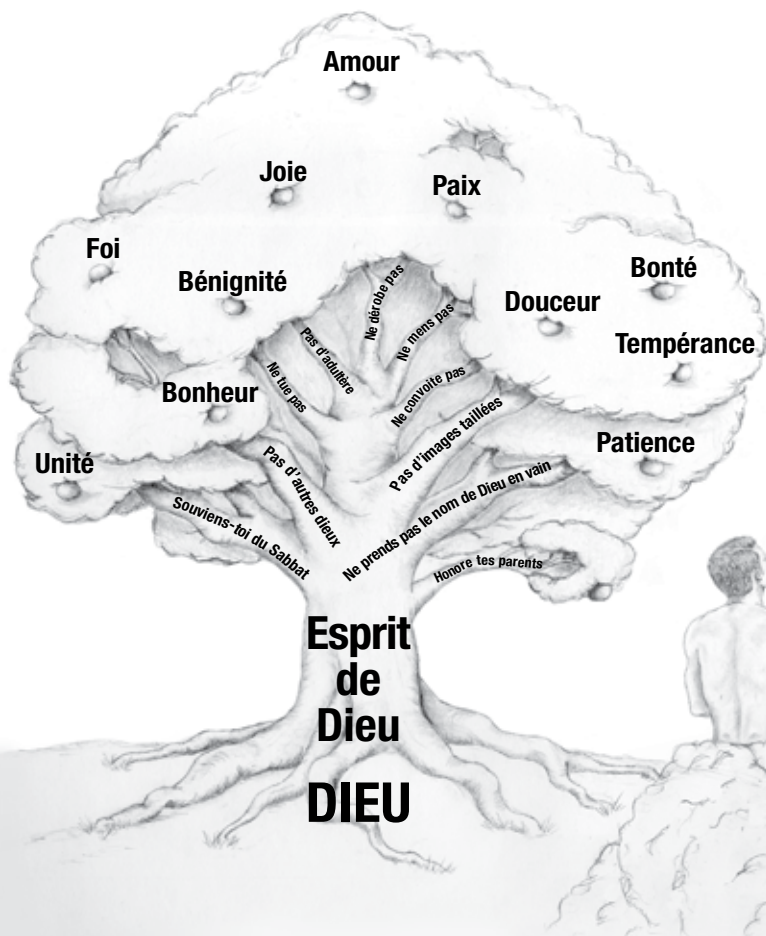 Amour
Joie
Paix
Foi
Bénignité
Bonté
Douceur
Tempérance
Bonheur
Patience
Unité
Ne dérobe pas
Ne mens pas
Pas d'adultère
Ne tue pas
Ne convoite pas
Pas d'images taillées
Pas d' autres dieux
Ne prends pas le nom de Dieu en vain
Souviens-toi du Sabbat
Honore tes parents
Esprit
de
Dieu
DIEU